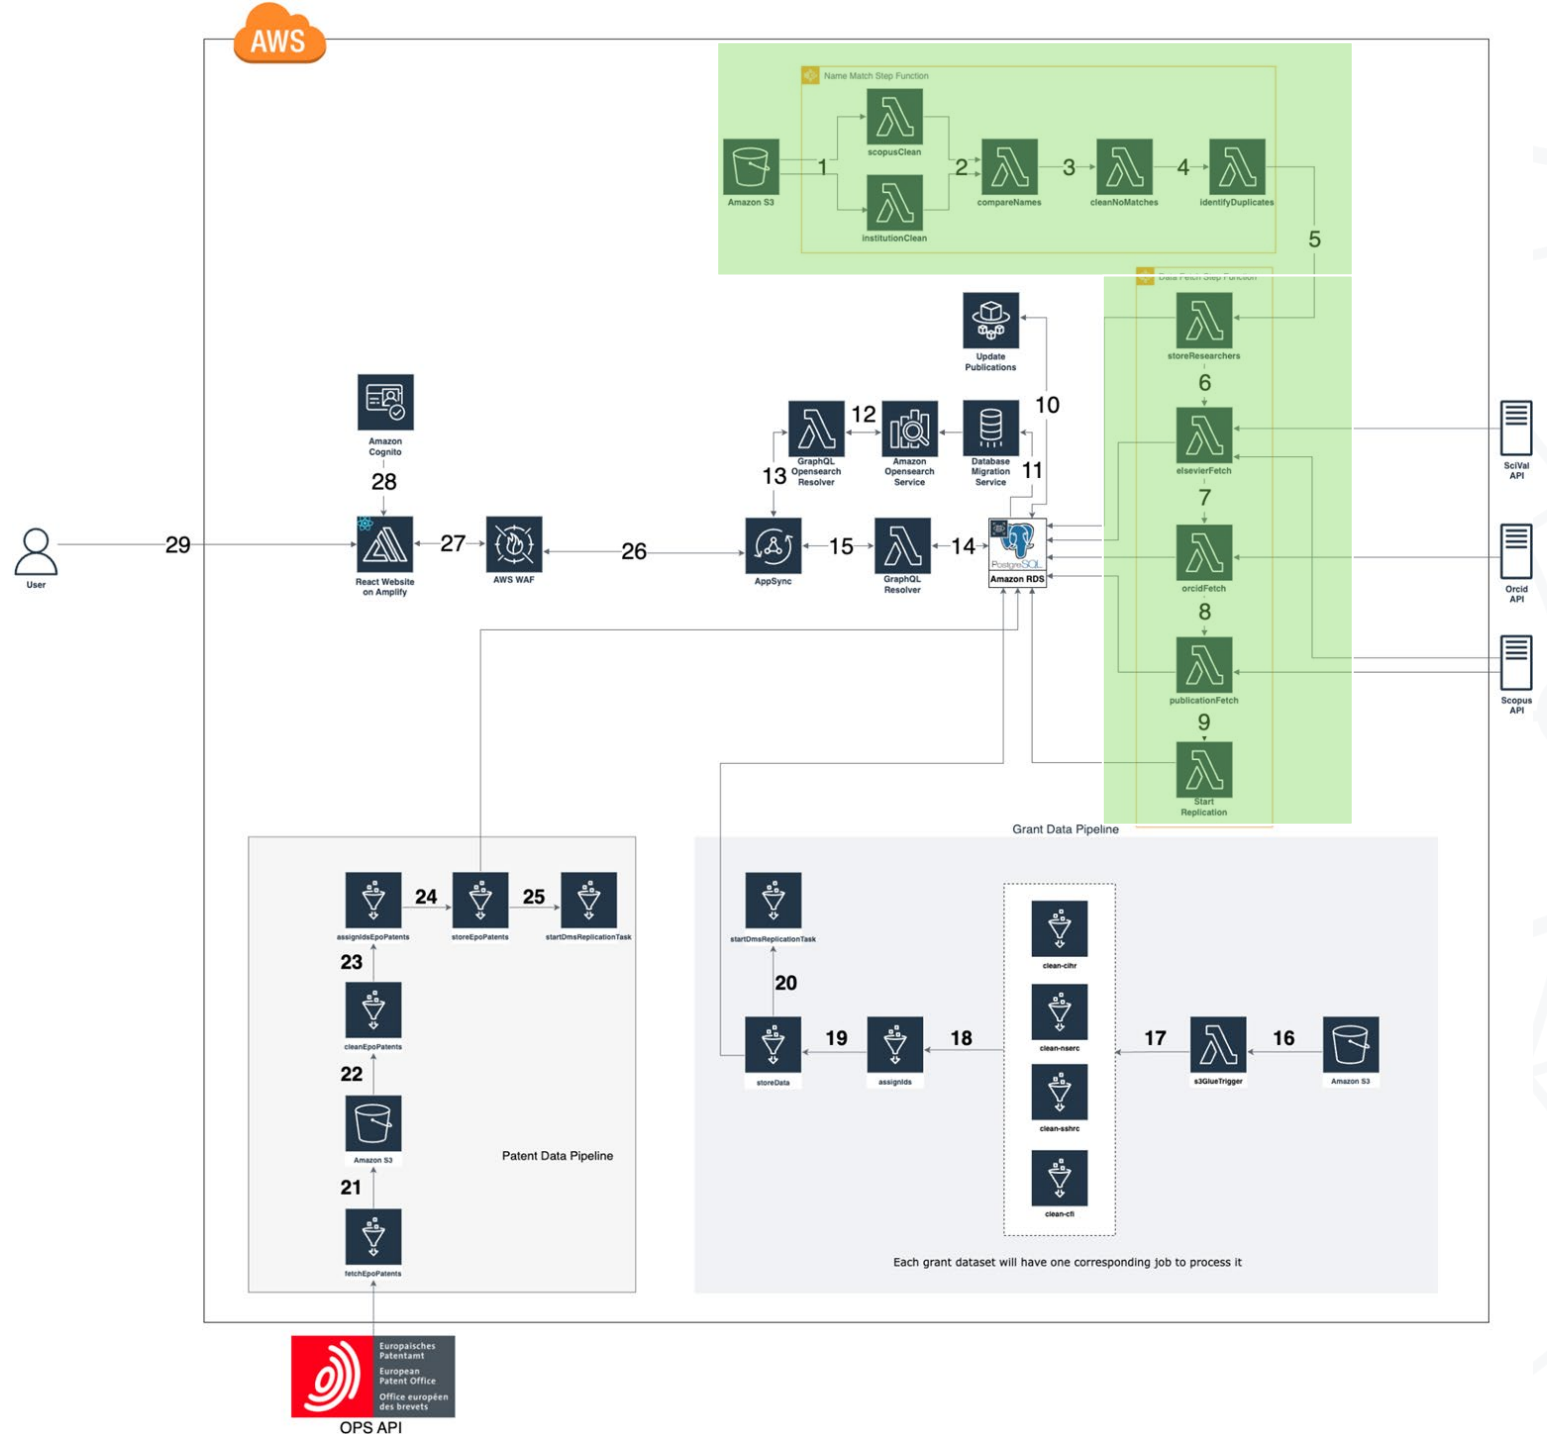 AWS
Name Match Step Function
scopusClean
1
2
3
4
Amazon S3
compareNames
cleanNoMatches
identifyDuplicates
institutionClean
5
Data Fetch Step Function
storeResearchers
Update
Publications
6
10
Amazon
Cognito
12
GraphQL
Opensearch
Resolver
Amazon
Opensearch
Service
Database
Migration
Service
SciVal
API
elsevierFetch
28
13
11
7
29
27
26
15
14
PostgreSQL
Amazon RDS
User
React Website
on Amplify
AWS WAF
AppSync
GraphQL
Resolver
orcidFetch
Orcid
API
8
publicationFetch
Scopus
API
9
Start
Replication
Grant Data Pipeline
24
25
assignIdsEpoPatents
storeEpoPatents
startDmsReplicationTask
startDmsReplicationTask
23
clean-cihr
20
cleanEpoPatents
clean-nserc
19
18
17
16
22
storeData
assignIds
s3GlueTrigger
Amazon S3
clean-sshrc
Amazon S3
Patent Data Pipeline
21
clean-cfi
fetchEpoPatents
Each grant dataset will have one corresponding job to process it
Europaisches
Patentamt
European
Patent Office
Office européen
des brevets
OPS API